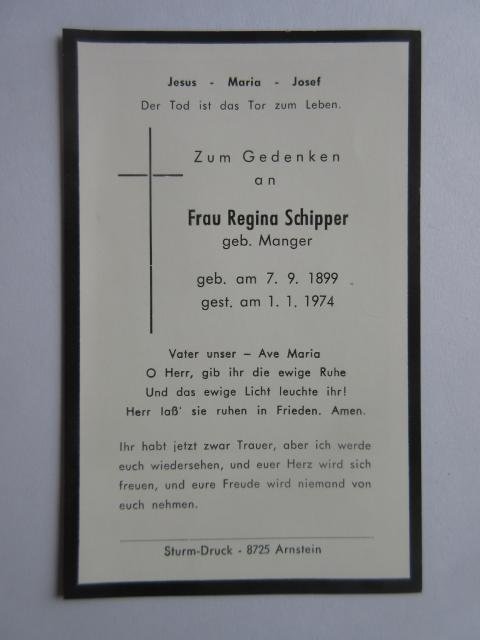 Jesus - Maria - Josef
Der Tod ist das Tor zum Leben.
Zum Gedenken
an
Frau Regina Schipper
geb. Manger
geb. am 7. 9. 1899
gest. am 1. 1. 1974
Vater unser – Ave Maria
O Herr, gib ihr die ewige Ruhe
Und das ewige Licht leuchte ihr!
Herr laß' sie ruhen in Frieden. Amen.
Ihr habt jetzt zwar Trauer, aber ich werde
euch wiedersehen, und euer Herz wird sich
freuen, und eure Freude wird niemand von
euch nehmen.
Sturm-Druck - 8725 Arnstein